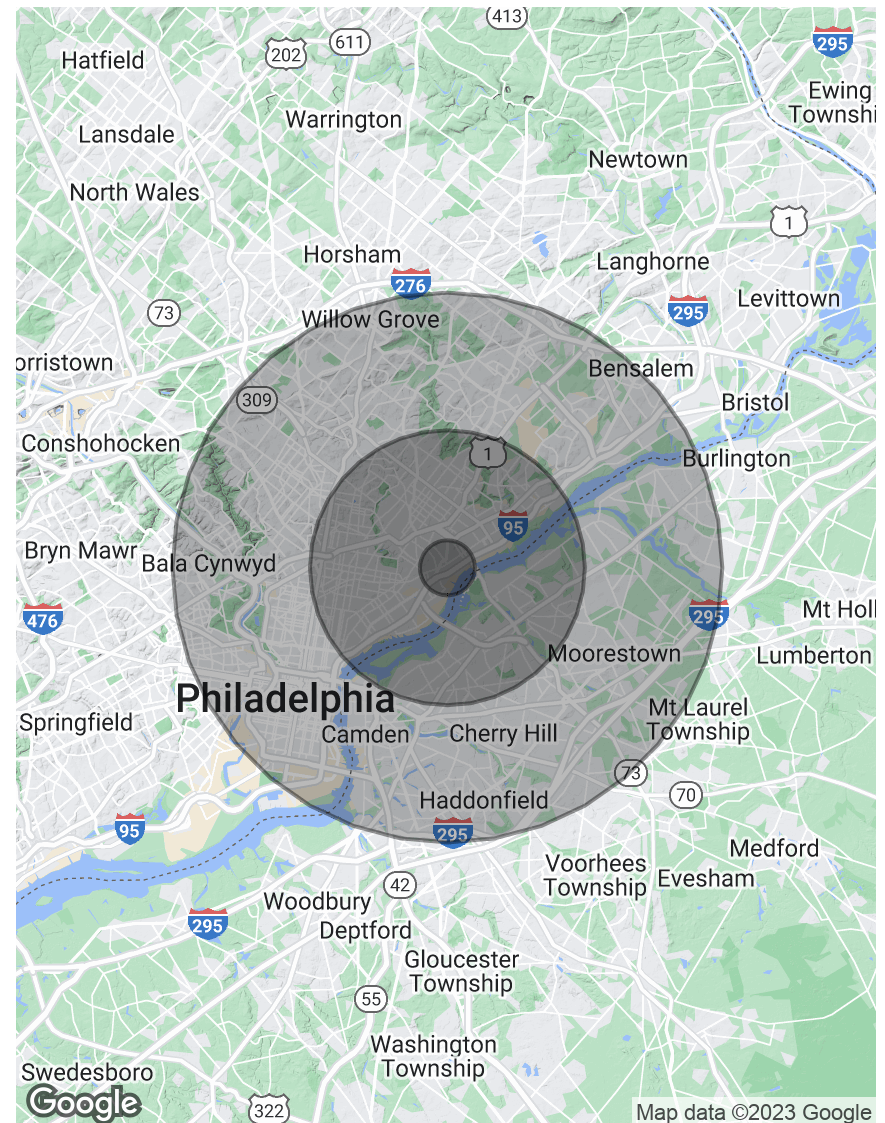 413
611
202
295
Hatfield
Ewing
Townshi
Lansdale
Warrington
Newtown
North Wales
1
Horsham
Langhorne
276
Levittown
295
73
Willow Grove
orristown
Bensalem
309
Bristol
Conshohocken
1
Burlington
95
Bryn Mawr
Bala Cynwyd
476
295
Mt Holl
Moorestown
Lumberton
Philadelphia
Mt Laurel
Township
Springfield
Camden
Cherry Hill
73
70
Haddonfield
95
295
Medford
Voorhees
Township
Evesham
42
Woodbury
295
Deptford
Gloucester
Township
55
Washington
Township
Swedesboro
Google
322
Map data ©2023 Google